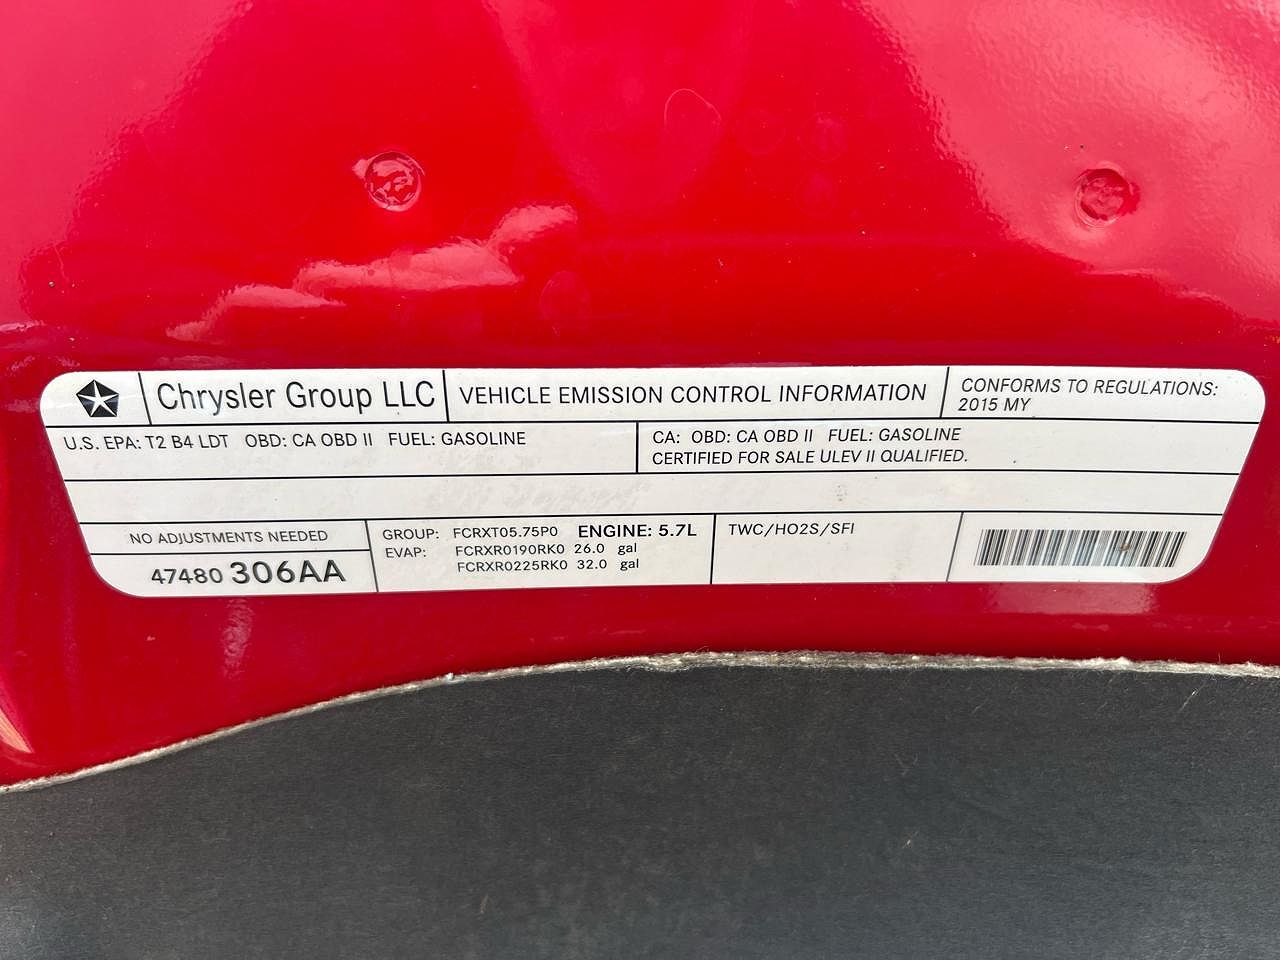 Chrysler Group LLC
VEHICLE EMISSION CONTROL INFORMATION
CONFORMS TO REGULATIONS:
2015 MY
U.S. EPA: T2 B4 LDT OBD: CA OBD II FUEL: GASOLINE
CA: OBD: CA OBD II FUEL: GASOLINE
CERTIFIED FOR SALE ULEV II QUALIFIED.
NO ADJUSTMENTS NEEDED
47480 306AA
GROUP: FCRXT05.75P0 ENGINE: 5.7L
EVAP: FCRXR0190RK0 26.0 gal
FCRXR0225RK0 32.0 gal
TWC/HO2S/SFI